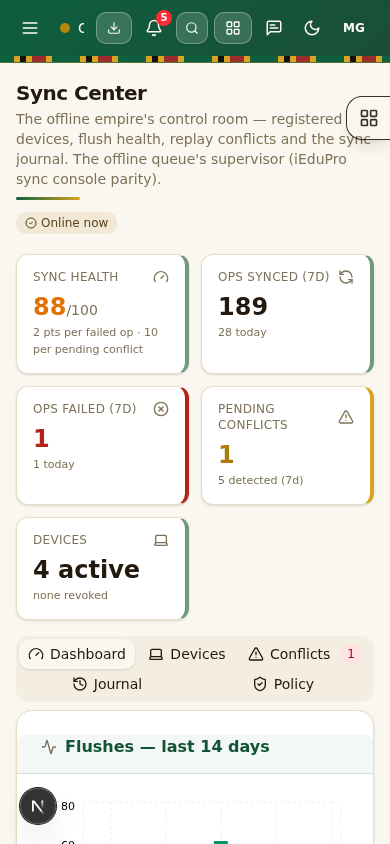 5
MG
Sync Center
The offline empire's control room — registered
devices, flush health, replay conflicts and the sync
journal. The offline queue's supervisor (iEduPro
sync console parity).
Online now
SYNC HEALTH
88/100
2 pts per failed op · 10
per pending conflict
OPS SYNCED (7D)
189
28 today
OPS FAILED (7D)
1
1 today
PENDING
CONFLICTS
1
5 detected (7d)
DEVICES
4 active
none revoked
Dashboard
Devices
Conflicts 1
Journal
Policy
Flushes — last 14 days
N
80